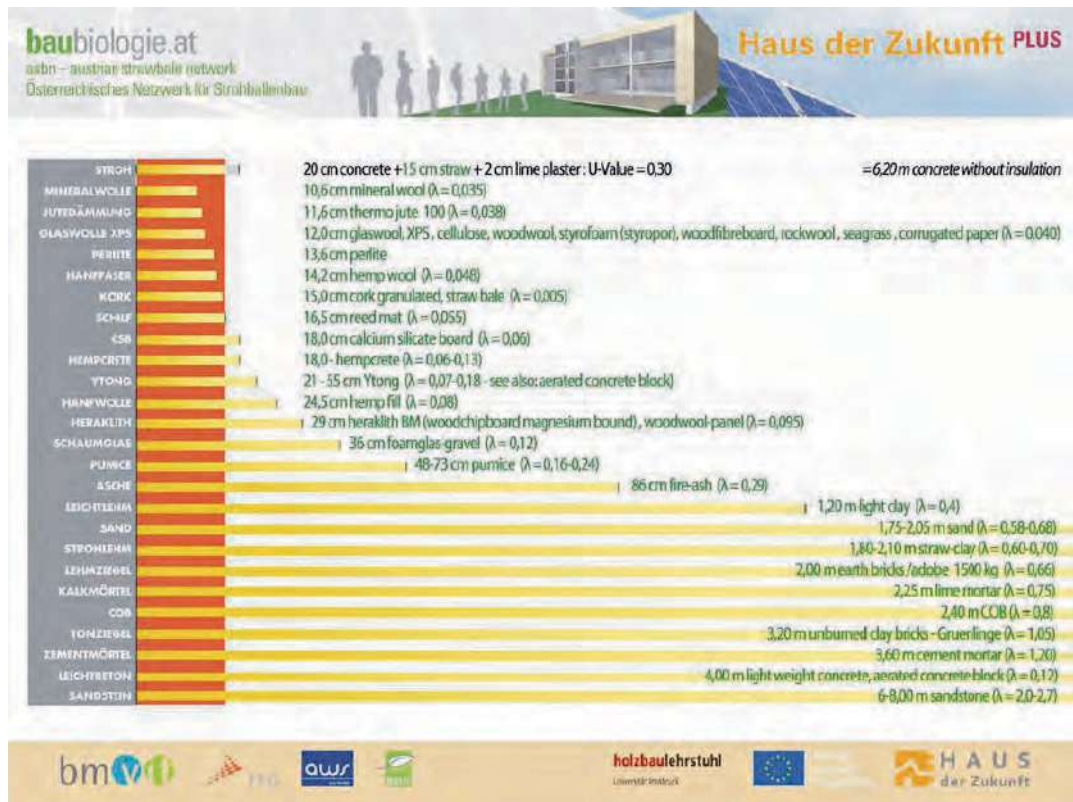 baubiologie.at
asbn - austrian strawbale network
Österreichisches Netzwerk für Strohballenbau
Haus der Zukunft PLUS
STROH 20 cm concrete +15 cm straw + 2 cm lime plaster : U-Value = 0,30 =6,20 m concrete without insulation
MINERALWOLLE 10,6 cm mineral wool (λ = 0,035)
JUTEDÄMMUNG 11,6 cm thermo jute 100 (λ = 0,038)
GLASWOLLE XPS 12,0 cm glaswool, XPS, cellulose, woodwool, styrofoam (styropor), woodfibreboard, rockwool, seagrass, corrugated paper (λ = 0,040)
PERLITE 13,6 cm perlite
HANFFASER 14,2 cm hemp wool (λ = 0,048)
KORK 15,0 cm cork granulated, straw bale (λ = 0,005)
SCHILF 16,5 cm reed mat (λ = 0,055)
CSB 18,0 cm calcium silicate board (λ = 0,06)
HEMPCRETE 18,0 - hempcrete (λ = 0,06-0,13)
YTONG 21 - 55 cm Ytong (λ = 0,07-0,18 - see also: aerated concrete block)
HANFWOLLE 24,5 cm hemp fill (λ = 0,08)
HERAKLITH 29 cm heraklith BM (woodchipboard magnesium bound), woodwool-panel (λ = 0,095)
SCHAUMGLAS 36 cm foamglas-gravel (λ = 0,12)
PUMICE 48-73 cm pumice (λ = 0,16-0,24)
ASCHE 86 cm fire-ash (λ = 0,29)
LEICHTLEHM 1,20 m light clay (λ = 0,4)
SAND 1,75-2,05 m sand (λ = 0,58-0,68)
STROHLEHM 1,80-2,10 m straw-clay (λ = 0,60-0,70)
LEHMZIEGEL 2,00 m earth bricks /adobe 1500 kg (λ = 0,66)
KALKMÖRTEL 2,25 m lime mortar (λ = 0,75)
COB 2,40 m COB (λ = 0,8)
TONZIEGEL 3,20 m unburned clay bricks - Gruenlinge (λ = 1,05)
ZEMENTMÖRTEL 3,60 m cement mortar (λ = 1,20)
LEICHTBETON 4,00 m light weight concrete, aerated concrete block (λ = 0,12)
SANDSTEIN 6-8,00 m sandstone (λ = 2,0-2,7)
bmvit
FFG
aws
holzbaulehrstuhl
HAUS
der Zukunft